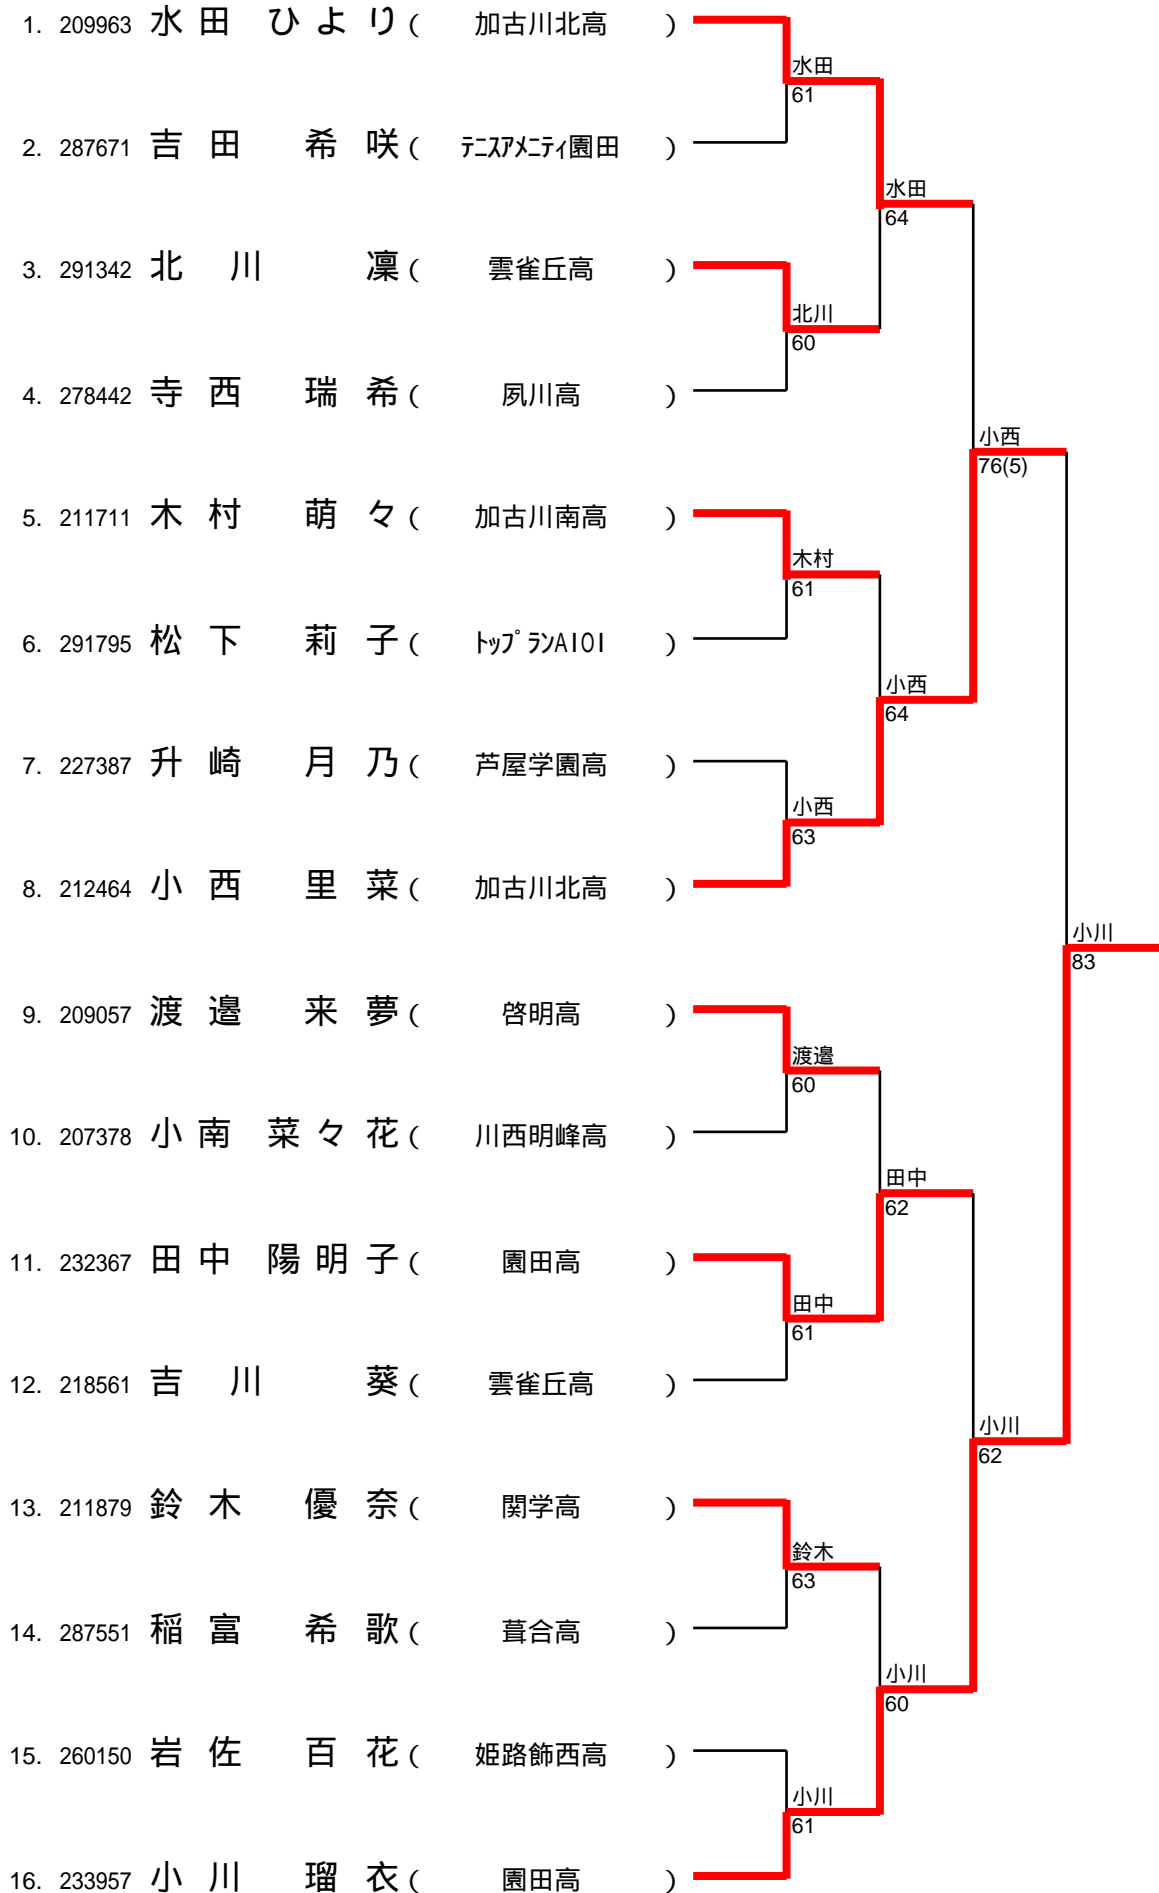 1. 209963 水田 ひより ( 加古川北高 )
水田
61
2. 287671 吉田 希咲 ( テニスアメニティ園田 )
水田
64
3. 291342 北川 凜 ( 雲雀丘高 )
北川
60
4. 278442 寺西 瑞希 ( 夙川高 )
小西
76(5)
5. 211711 木村 萌々 ( 加古川南高 )
木村
61
6. 291795 松下 莉子 ( トップランAIOI )
小西
64
7. 227387 升崎 月乃 ( 芦屋学園高 )
小西
63
8. 212464 小西 里菜 ( 加古川北高 )
小川
83
9. 209057 渡邉 来夢 ( 啓明高 )
渡邉
60
10. 207378 小南 菜々花 ( 川西明峰高 )
田中
62
11. 232367 田中 陽明子 ( 園田高 )
田中
61
12. 218561 吉川 葵 ( 雲雀丘高 )
小川
62
13. 211879 鈴木 優奈 ( 関学高 )
鈴木
63
14. 287551 稲富 希歌 ( 葺合高 )
小川
60
15. 260150 岩佐 百花 ( 姫路飾西高 )
小川
61
16. 233957 小川 瑠衣 ( 園田高 )